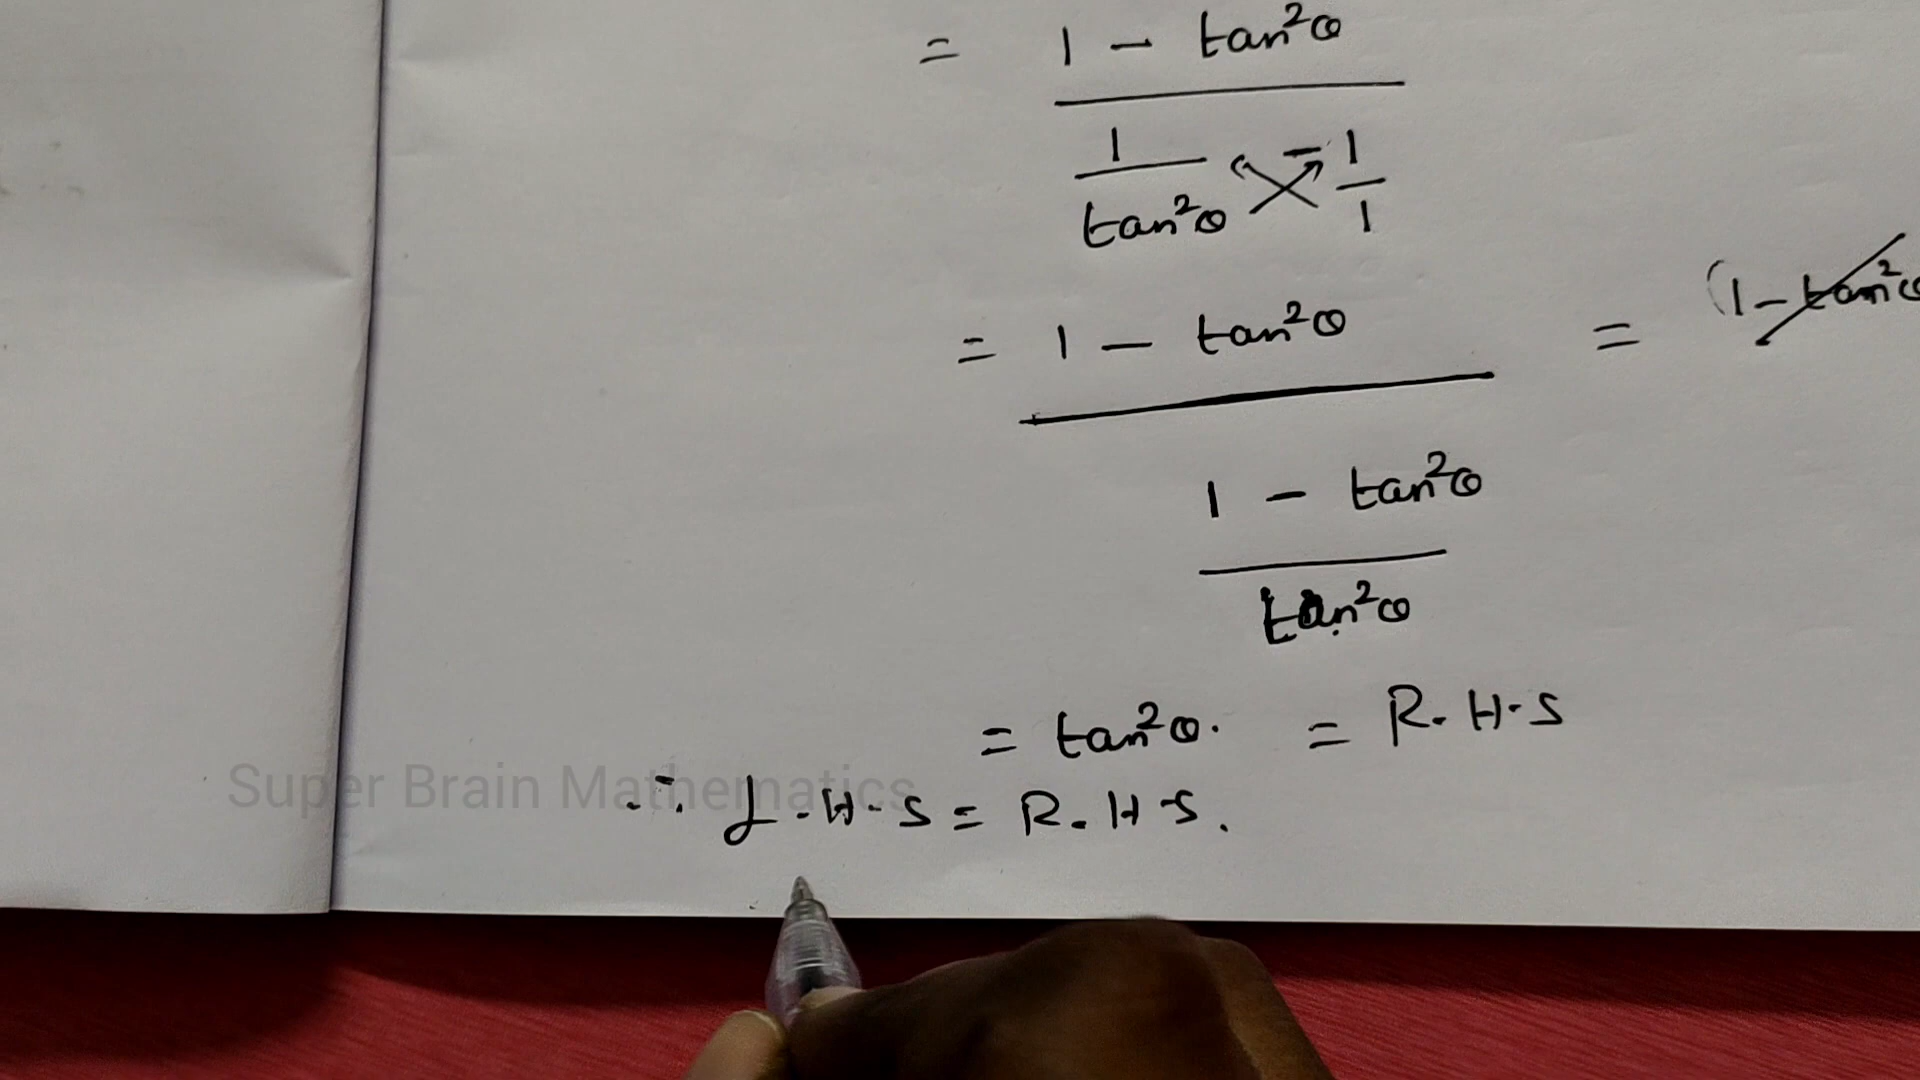 = 1 - tan²θ
1 - 1
tan²θ 1
= 1 - tan²θ = (1 - tan²θ
1 - tan²θ
tan²θ
= tan²θ. = R.H.S
∴ L.H.S = R.H.S.
Super Brain Mathematics